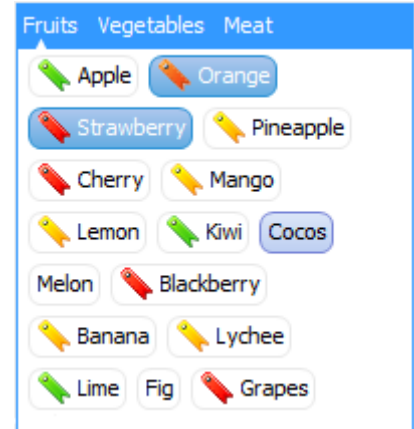 Fruits Vegetables Meat
Apple Orange
Strawberry Pineapple
Cherry Mango
Lemon Kiwi Cocos
Melon Blackberry
Banana Lychee
Lime Fig Grapes